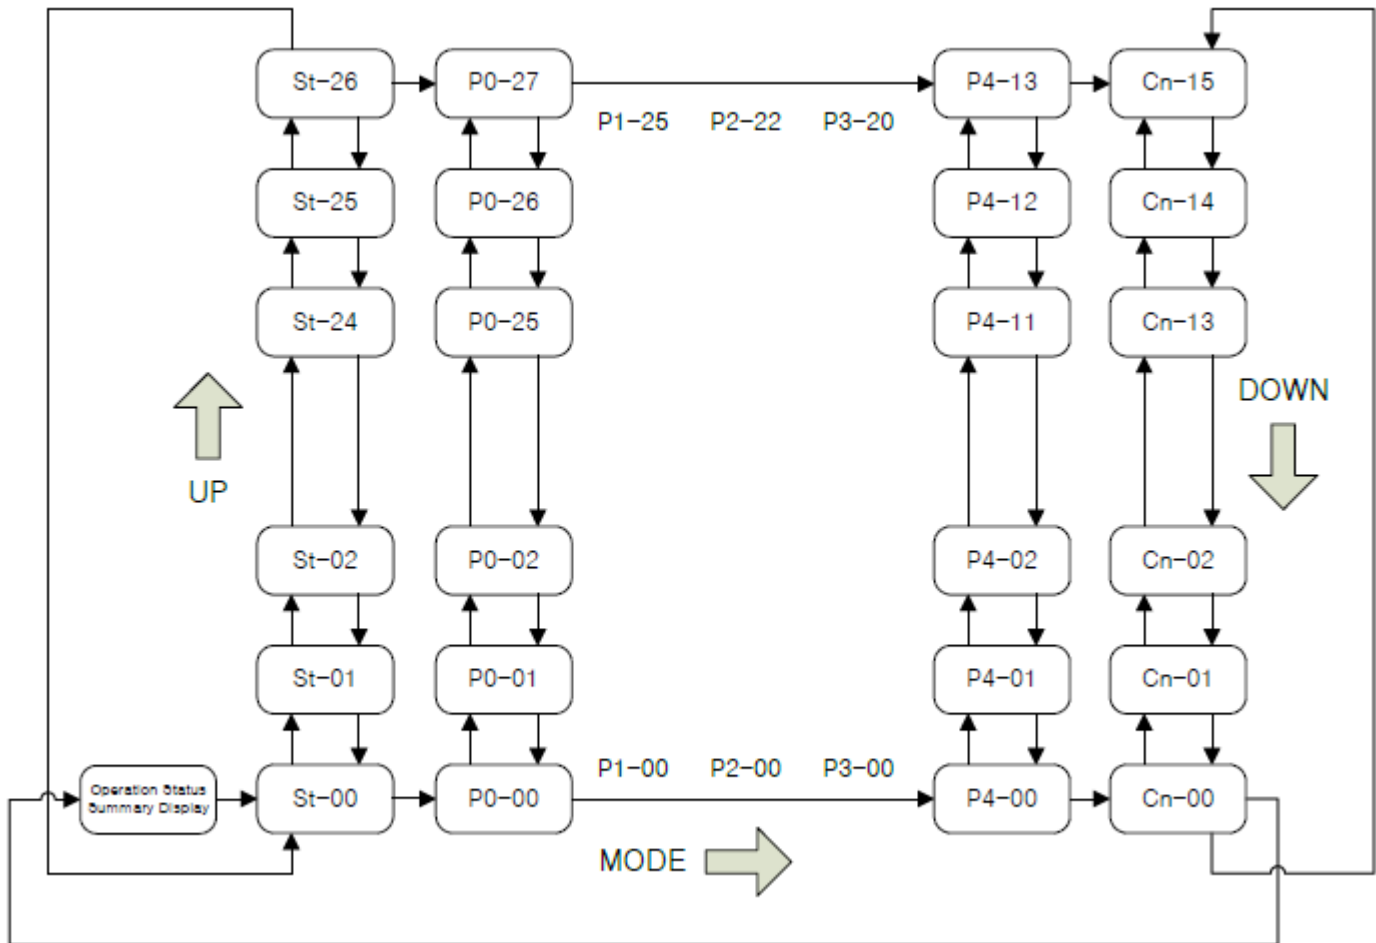 St-26
P0-27
P4-13
Cn-15
P1-25
P2-22
P3-20
St-25
P0-26
P4-12
Cn-14
St-24
P0-25
P4-11
Cn-13
UP
DOWN
St-02
P0-02
P4-02
Cn-02
St-01
P0-01
P4-01
Cn-01
P1-00
P2-00
P3-00
Operation Status
Summary Display
St-00
P0-00
P4-00
Cn-00
MODE